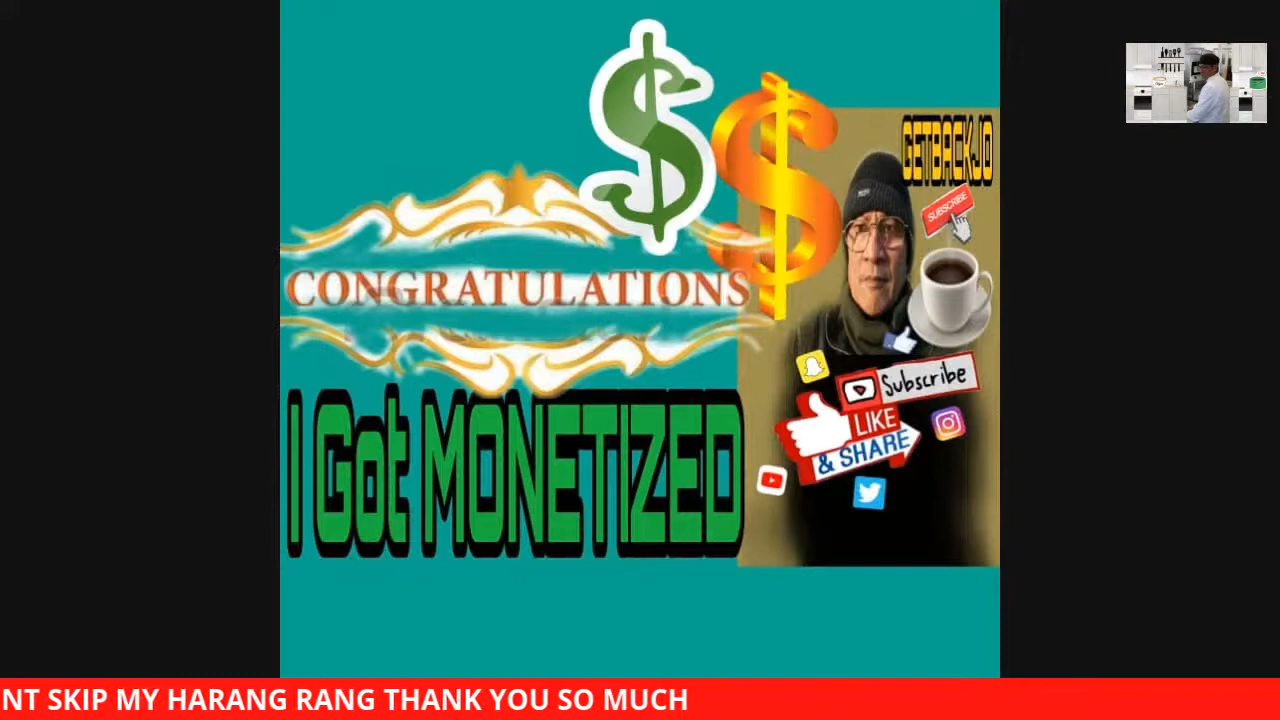 GETBACKJO
SUBSCRIBE
CONGRATULATIONS
I Got MONETIZED
Subscribe
LIKE
& SHARE
NT SKIP MY HARANG RANG THANK YOU SO MUCH